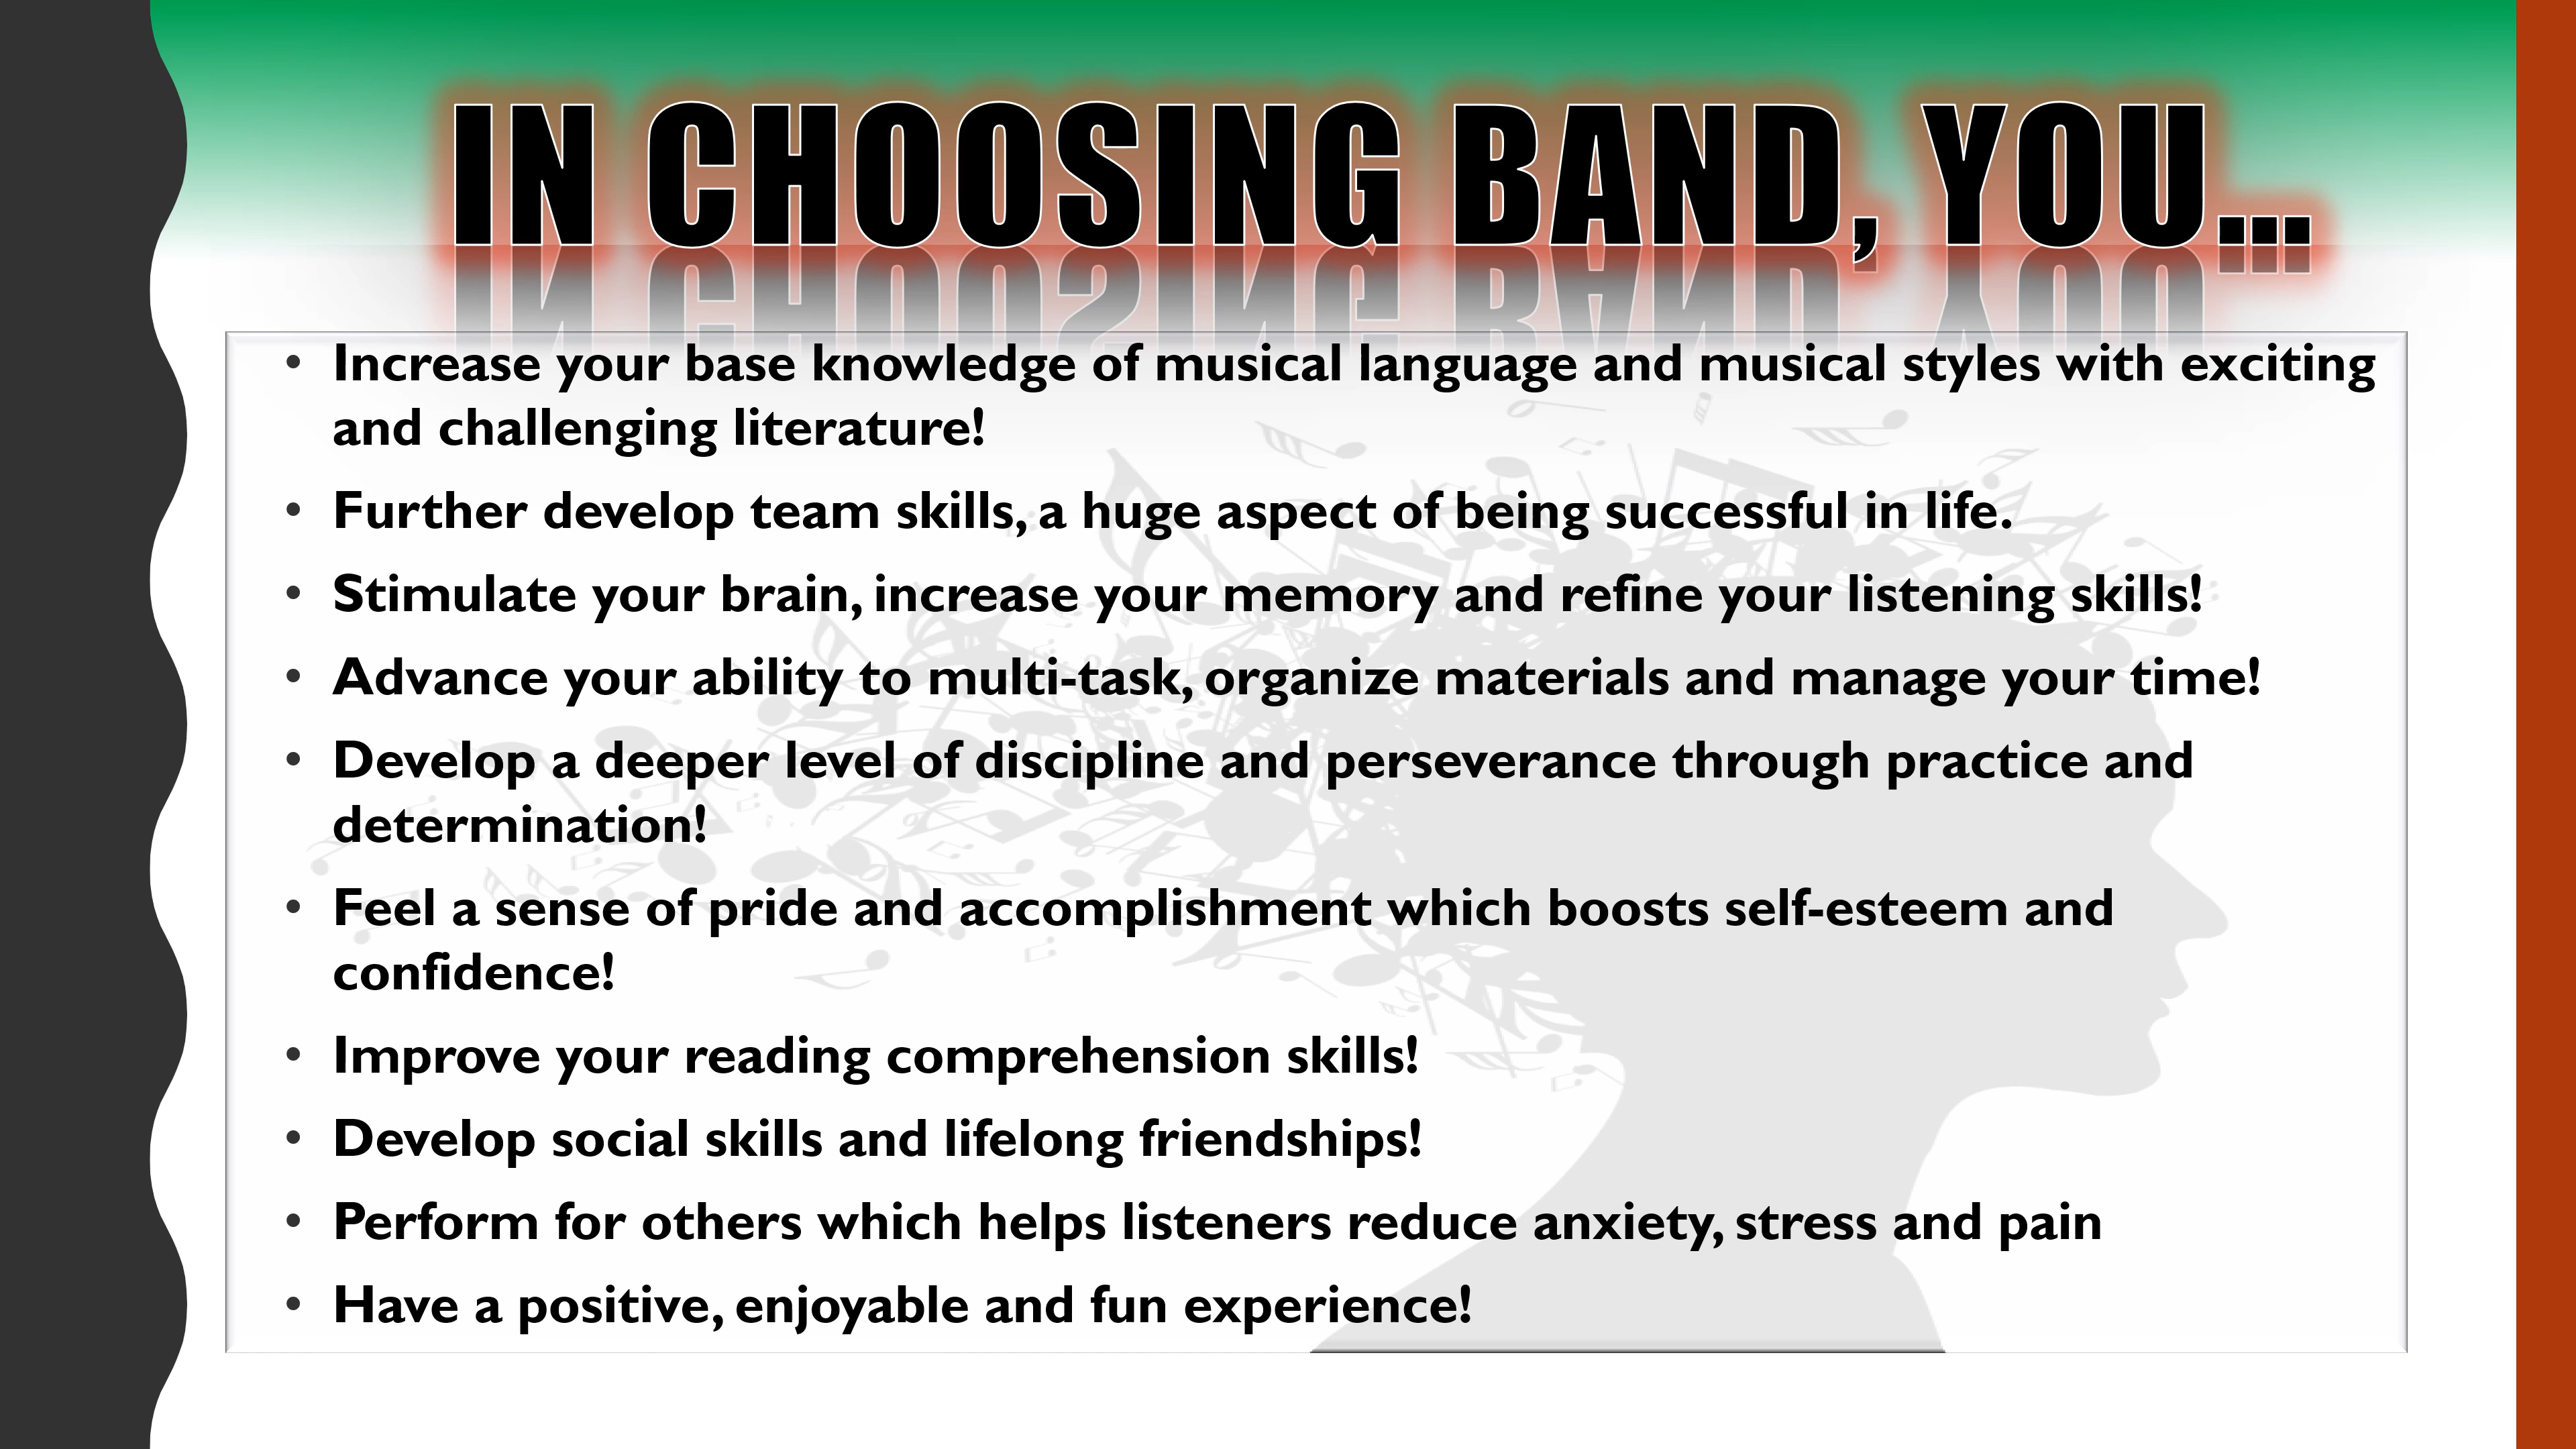 IN CHOOSING BAND, YOU...
• Increase your base knowledge of musical language and musical styles with exciting
and challenging literature!
• Further develop team skills, a huge aspect of being successful in life.
• Stimulate your brain, increase your memory and refine your listening skills!
• Advance your ability to multi-task, organize materials and manage your time!
• Develop a deeper level of discipline and perseverance through practice and
determination!
• Feel a sense of pride and accomplishment which boosts self-esteem and
confidence!
• Improve your reading comprehension skills!
• Develop social skills and lifelong friendships!
• Perform for others which helps listeners reduce anxiety, stress and pain
• Have a positive, enjoyable and fun experience!